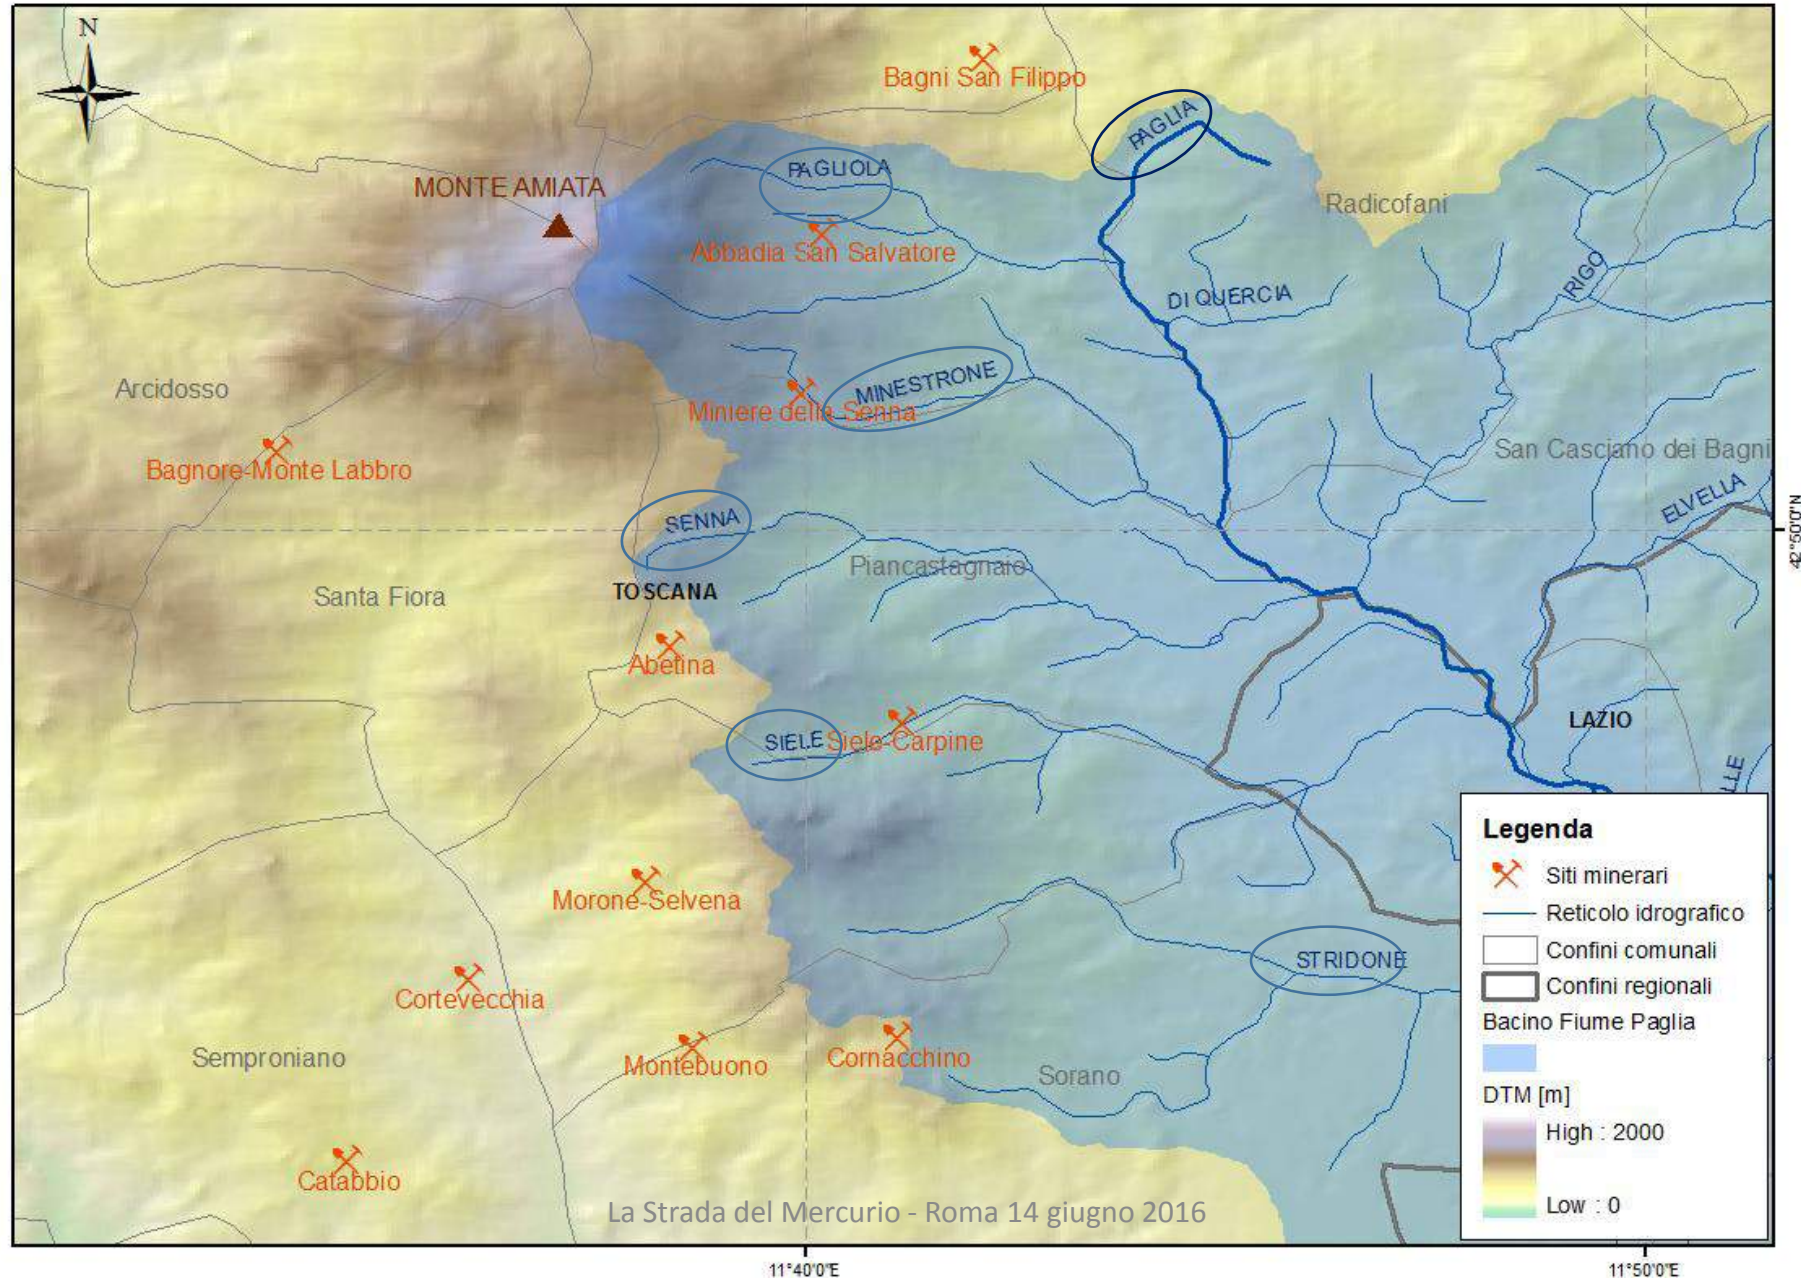 N
Bagni San Filippo
PAGLIA
PAGLIOLA
MONTE AMIATA
Radicofani
Abbadia San Salvatore
RIGO
DI QUERCIA
MINESTRONE
Arcidosso
Miniere della Senna
San Casciano dei Bagni
Bagnore-Monte Labbro
ELVELLA
SENNA
42°50'0"N
Piancastagnaio
TOSCANA
Santa Fiora
Abetina
LAZIO
SIELE
Siele-Carpine
LLE
Morone-Selvena
STRIDONE
Cortevecchia
Semproniano
Montebuono
Cornacchino
Sorano
Catabbio
Legenda
Siti minerari
Reticolo idrografico
Confini comunali
Confini regionali
Bacino Fiume Paglia
DTM [m]
High : 2000
Low : 0
La Strada del Mercurio - Roma 14 giugno 2016
11°40'0"E
11°50'0"E